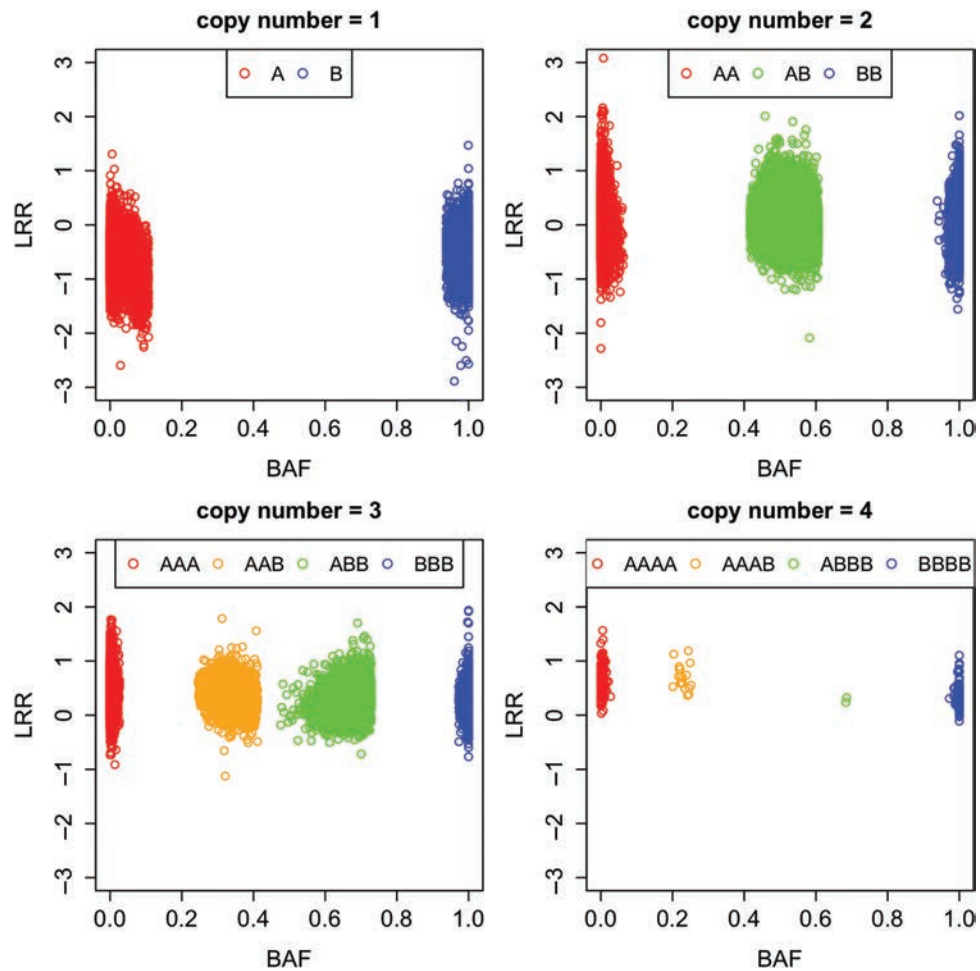 copy number = 1
A B
3
2
1
0
−1
−2
−3
LRR
0.0 0.2 0.4 0.6 0.8 1.0
BAF
copy number = 2
AA AB BB
3
2
1
0
−1
−2
−3
LRR
0.0 0.2 0.4 0.6 0.8 1.0
BAF
copy number = 3
AAA AAB ABB BBB
3
2
1
0
−1
−2
−3
LRR
0.0 0.2 0.4 0.6 0.8 1.0
BAF
copy number = 4
AAAA AAAB ABBB BBBB
3
2
1
0
−1
−2
−3
LRR
0.0 0.2 0.4 0.6 0.8 1.0
BAF